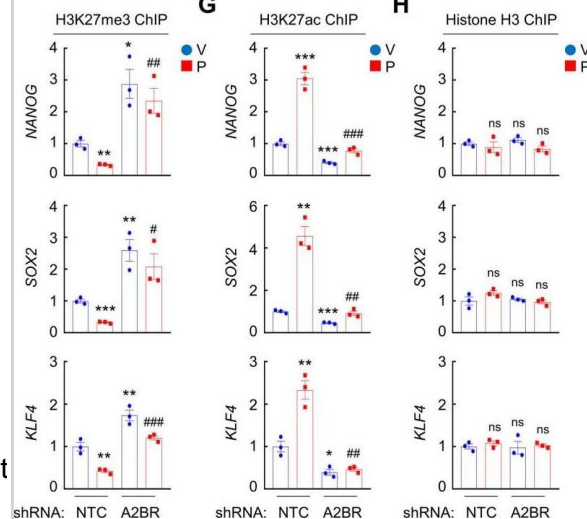 G
H
H3K27me3 ChIP
H3K27ac ChIP
Histone H3 ChIP
V
P
V
P
V
P
NANOG
4
3
2
1
0
**
*
##
NANOG
4
3
2
1
0
***
***
###
NANOG
4
3
2
1
0
ns
ns
ns
SOX2
4
3
2
1
0
***
**
#
SOX2
6
4
2
0
**
***
##
SOX2
4
3
2
1
0
ns
ns
ns
KLF4
3
2
1
0
**
**
###
KLF4
3
2
1
0
**
*
##
KLF4
3
2
1
0
ns
ns
ns
t
shRNA: NTC A2BR
shRNA: NTC A2BR
shRNA: NTC A2BR